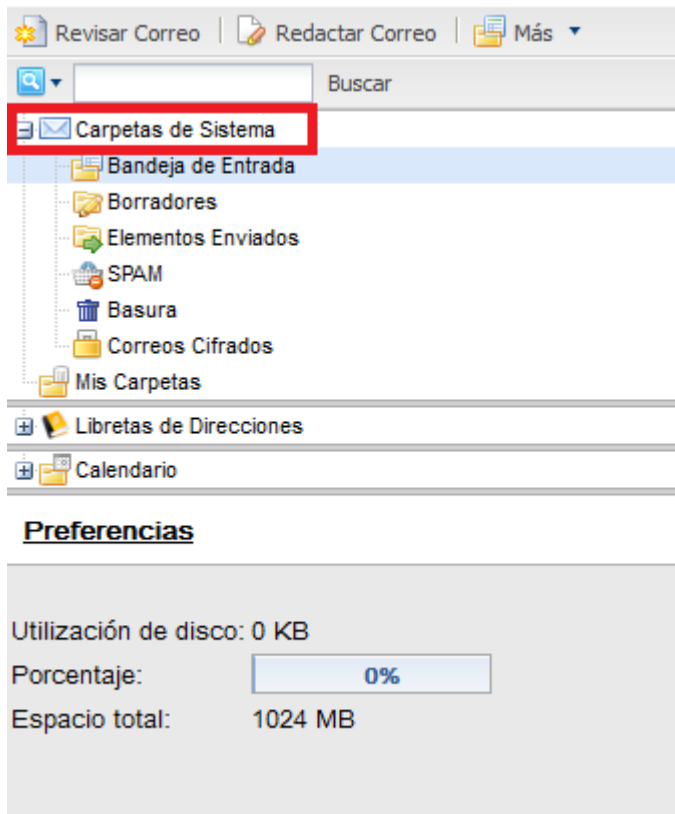 Revisar Correo Redactar Correo Más
Buscar
Carpetas de Sistema
Bandeja de Entrada
Borradores
Elementos Enviados
SPAM
Basura
Correos Cifrados
Mis Carpetas
Libretas de Direcciones
Calendario
Preferencias
Utilización de disco: 0 KB
Porcentaje: 0%
Espacio total: 1024 MB